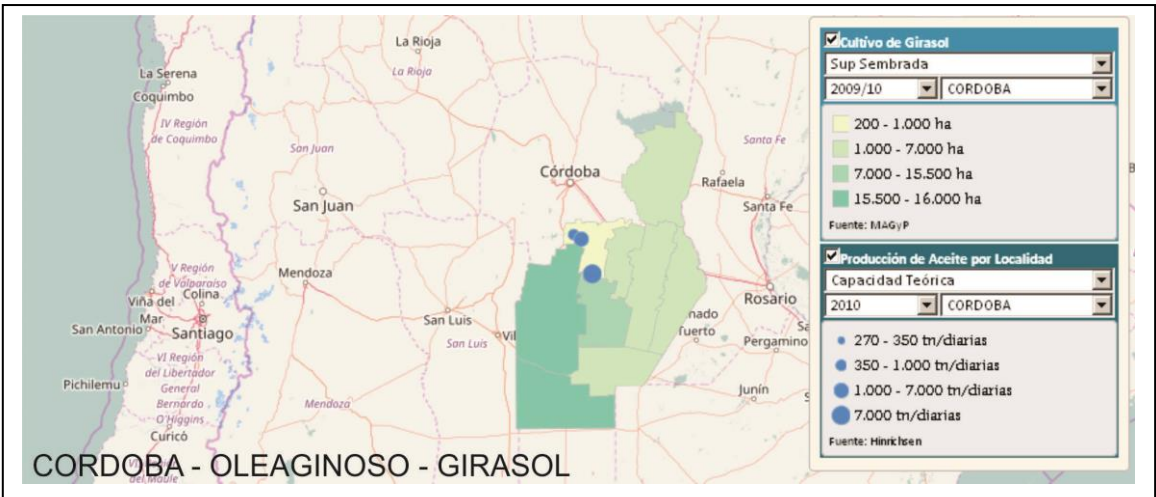 La Rioja
La Rioja
La Serena
Coquimbo
IV Región
de Coquimbo
San Juan
San Juan
Córdoba
Santa Fe
Rafaela
Santa Fe
V Región
de Valparaíso
Viña del
Mar
Colina
San Antonio
Santiago
Mendoza
San Luis
San Luis
Vil
Rosario
nado
Tuerto
Pergamino
VI Región
del Libertador
General
Bernardo
O'Higgins
Pichilemu
Mendoza
Junín
Curicó
del Maule
CORDOBA - OLEAGINOSO - GIRASOL
Cultivo de Girasol
Sup Sembrada
2009/10 CORDOBA
200 - 1.000 ha
1.000 - 7.000 ha
7.000 - 15.500 ha
15.500 - 16.000 ha
Fuente: MAGyP
Producción de Aceite por Localidad
Capacidad Teórica
2010 CORDOBA
270 - 350 tn/diarias
350 - 1.000 tn/diarias
1.000 - 7.000 tn/diarias
7.000 tn/diarias
Fuente: Hinrichsen